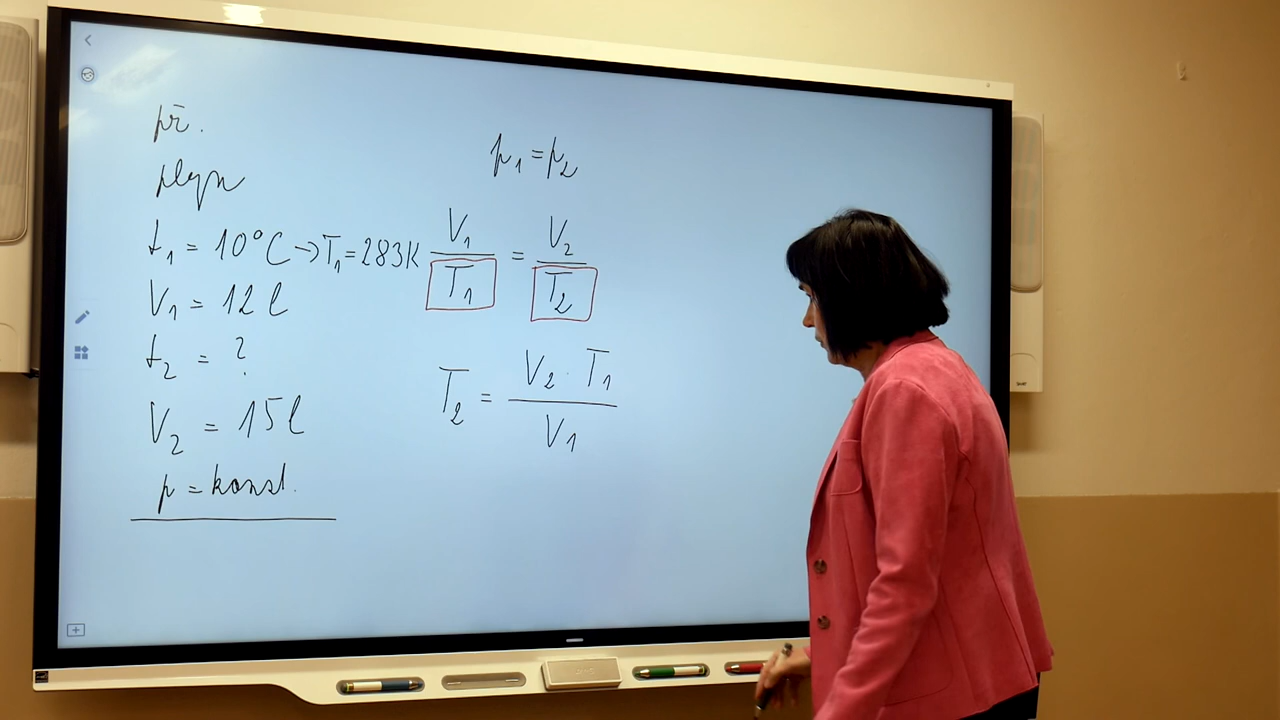 př.
plyn
t₁ = 10°C → T₁ = 283K
V₁ = 12 l
t₂ = ?
V₂ = 15 l
p = konst.
p₁ = p₂
V₁/T₁ = V₂/T₂
T₂ = V₂ · T₁ / V₁